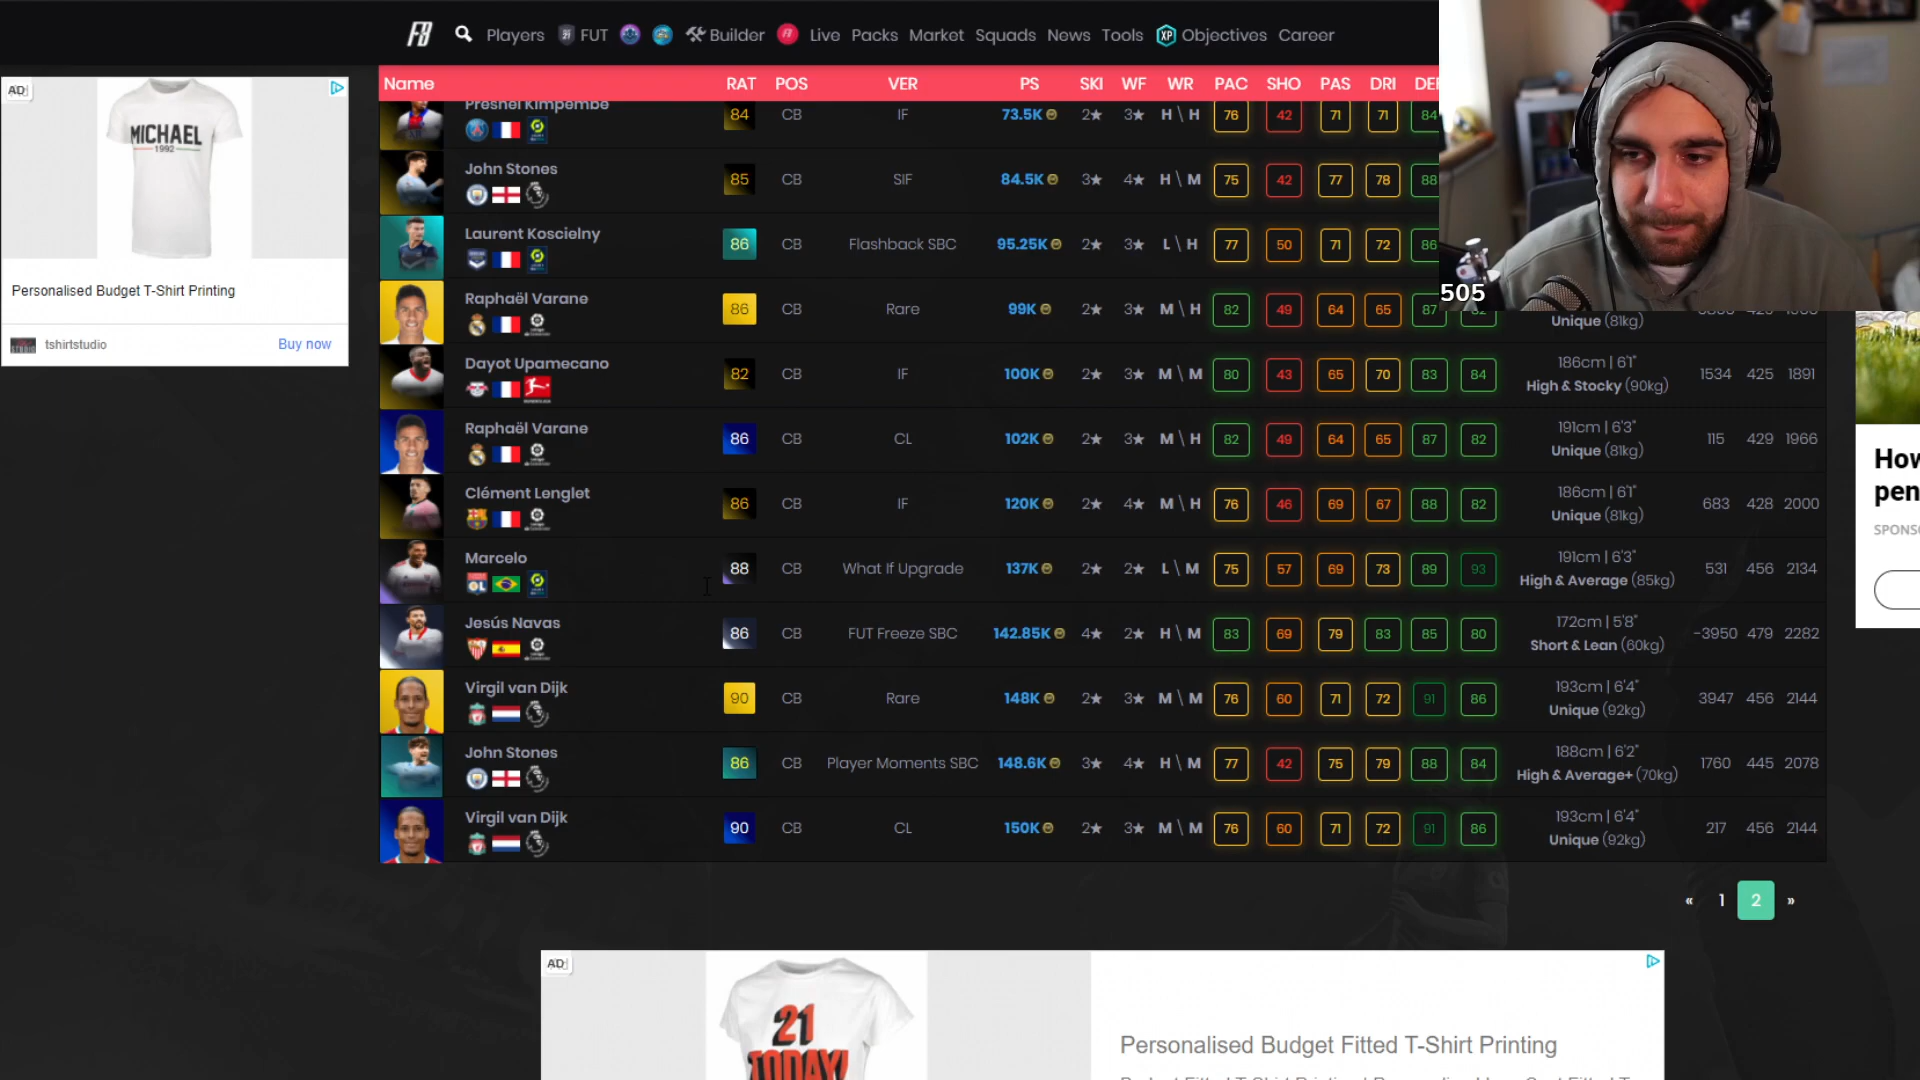 FB Players FUT Builder Live Packs Market Squads News Tools XP Objectives Career
Name RAT POS VER PS SKI WF WR PAC SHO PAS DRI
AD
MICHAEL
1992
Personalised Budget T-Shirt Printing
tshirtstudio Buy now
Presnel Kimpembe 84 CB IF 73.5K 2★ 3★ H \ H 76 42 71 71 84
John Stones 85 CB SIF 84.5K 3★ 4★ H \ M 75 42 77 78 88
Laurent Koscielny 86 CB Flashback SBC 95.25K 2★ 3★ L \ H 77 50 71 72 86
505
Raphaël Varane 86 CB Rare 99K 2★ 3★ M \ H 82 49 64 65 87 82
Unique (81kg)
Dayot Upamecano 82 CB IF 100K 2★ 3★ M \ M 80 43 65 70 83 84 186cm | 6'1" 1534 425 1891
High & Stocky (90kg)
Raphaël Varane 86 CB CL 102K 2★ 3★ M \ H 82 49 64 65 87 82 191cm | 6'3" 115 429 1966
Unique (81kg)
Clément Lenglet 86 CB IF 120K 2★ 4★ M \ H 76 46 69 67 88 82 186cm | 6'1" 683 428 2000
Unique (81kg)
Marcelo 88 CB What If Upgrade 137K 2★ 2★ L \ M 75 57 69 73 89 93 191cm | 6'3" 531 456 2134
High & Average (85kg)
Jesús Navas 86 CB FUT Freeze SBC 142.85K 4★ 2★ H \ M 83 69 79 83 85 80 172cm | 5'8" -3950 479 2282
Short & Lean (60kg)
Virgil van Dijk 90 CB Rare 148K 2★ 3★ M \ M 76 60 71 72 91 86 193cm | 6'4" 3947 456 2144
Unique (92kg)
John Stones 86 CB Player Moments SBC 148.6K 3★ 4★ H \ M 77 42 75 79 88 84 188cm | 6'2" 1760 445 2078
High & Average+ (70kg)
Virgil van Dijk 90 CB CL 150K 2★ 3★ M \ M 76 60 71 72 91 86 193cm | 6'4" 217 456 2144
Unique (92kg)
How
pen
« 1 2 »
AD
21
TODAY!
Personalised Budget Fitted T-Shirt Printing